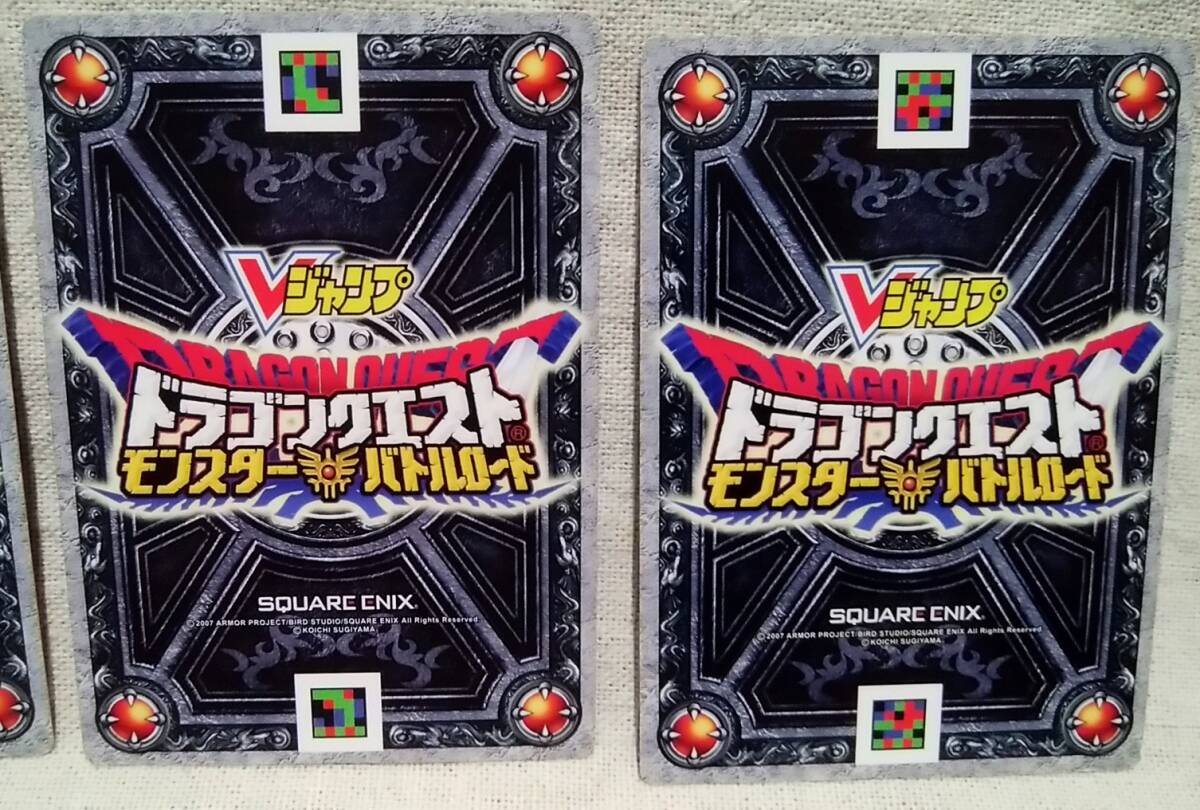 Vジャンプ
DRAGON QUEST
ドラゴンクエスト®
モンスターバトルロード
SQUARE ENIX.
©2007 ARMOR PROJECT/BIRD STUDIO/SQUARE ENIX All Rights Reserved.
©KOICHI SUGIYAMA
Vジャンプ
DRAGON QUEST
ドラゴンクエスト®
モンスターバトルロード
SQUARE ENIX.
©2007 ARMOR PROJECT/BIRD STUDIO/SQUARE ENIX All Rights Reserved.
©KOICHI SUGIYAMA